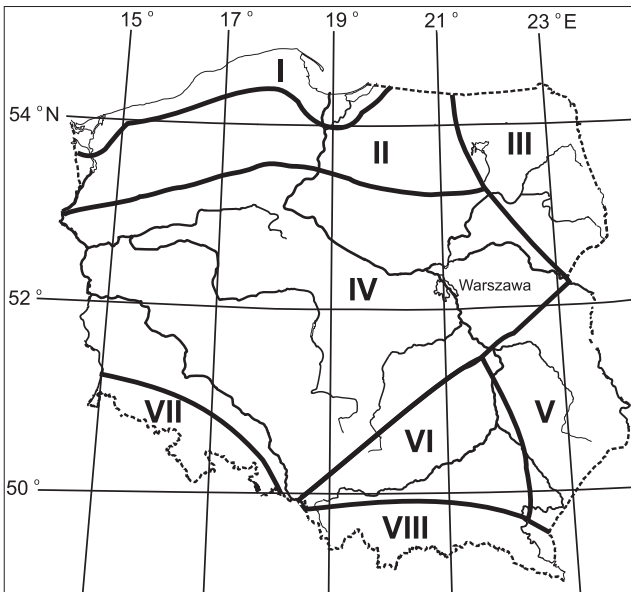 15° 17° 19° 21° 23°E
I
54°N
II III
52° IV Warszawa
VII VI V
50°
VIII